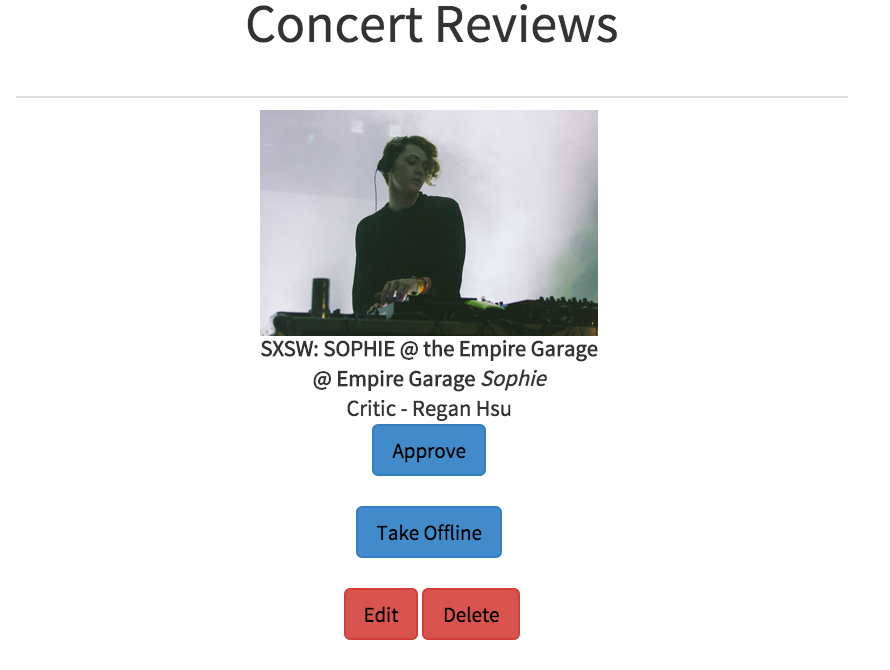 Concert Reviews
SXSW: SOPHIE @ the Empire Garage
@ Empire Garage Sophie
Critic - Regan Hsu
Approve
Take Offline
Edit Delete